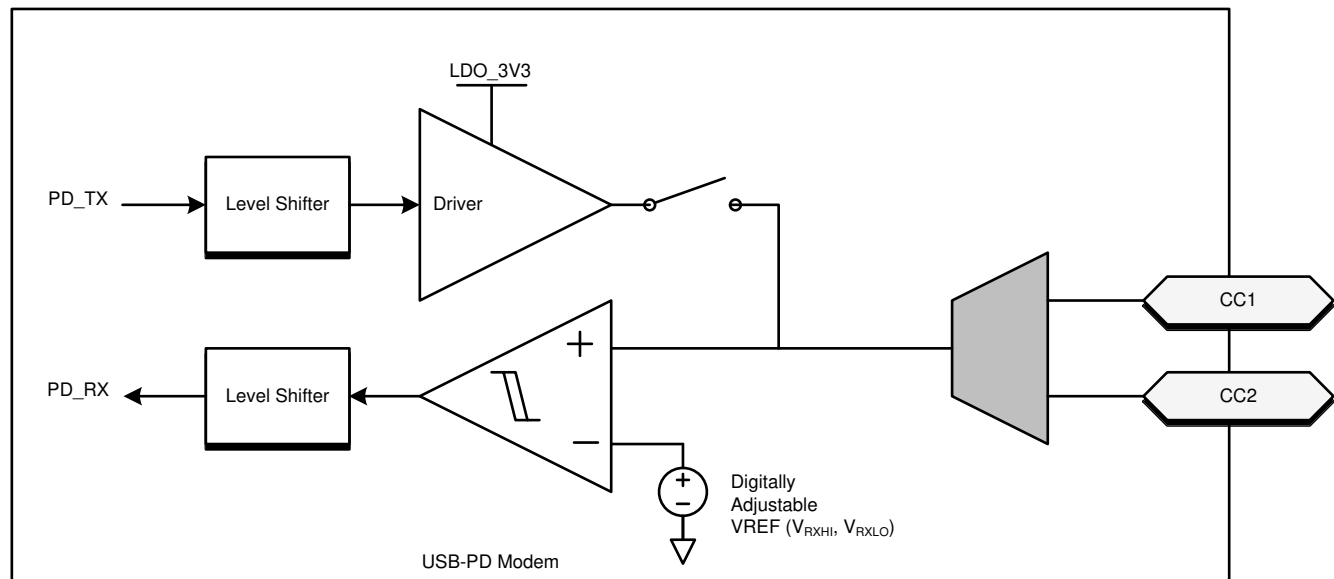 LDO_3V3
PD_TX
Level Shifter
Driver
CC1
+
PD_RX
Level Shifter
CC2
−
+
−
Digitally
Adjustable
VREF (VRXHI, VRXLO)
USB-PD Modem